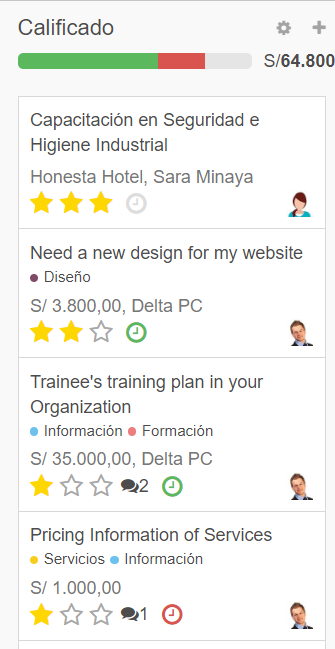 Calificado
S/64.800
Capacitación en Seguridad e
Higiene Industrial
Honesta Hotel, Sara Minaya
Need a new design for my website
Diseño
S/ 3.800,00, Delta PC
Trainee's training plan in your
Organization
Información Formación
S/ 35.000,00, Delta PC
2
Pricing Information of Services
Servicios Información
S/ 1.000,00
1